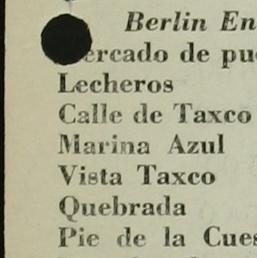 Berlin En
ercado de pu
Lecheros
Calle de Taxco
Marina Azul
Vista Taxco
Quebrada
Pie de la Cues